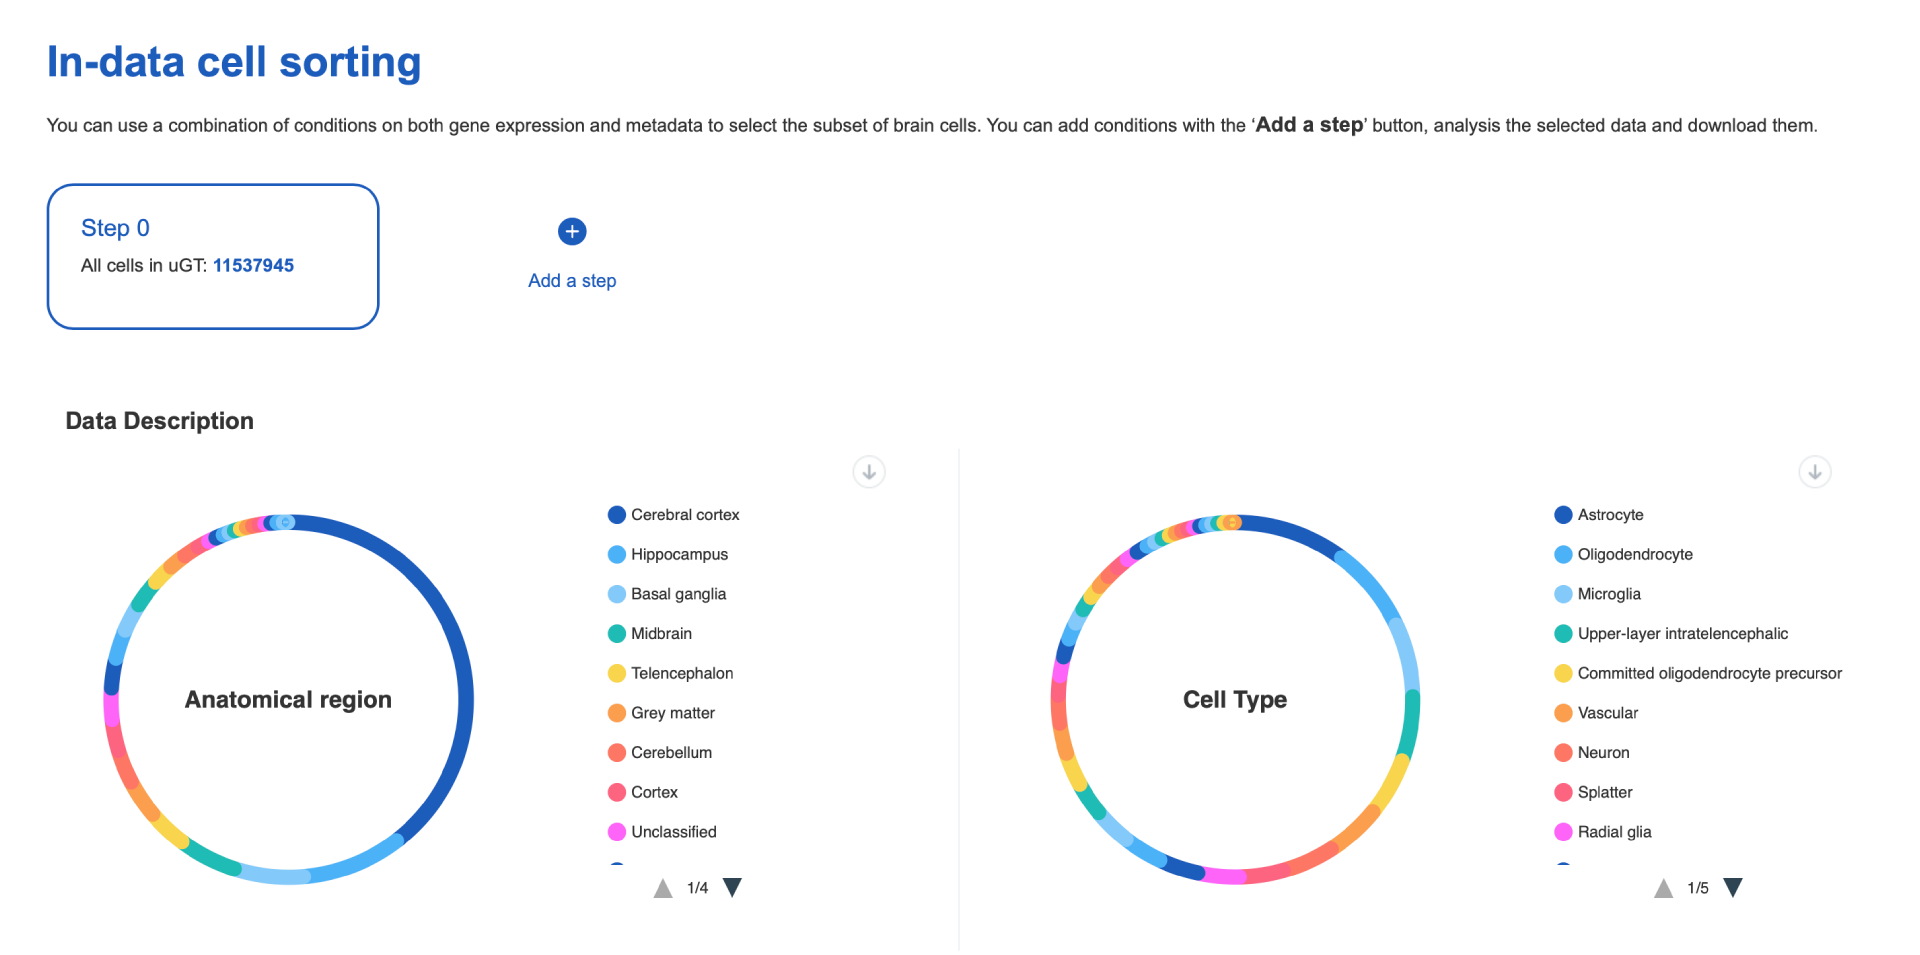 In-data cell sorting
You can use a combination of conditions on both gene expression and metadata to select the subset of brain cells. You can add conditions with the ‘Add a step’ button, analysis the selected data and download them.
Step 0
All cells in uGT: 11537945
Add a step
Data Description
Anatomical region
Cerebral cortex
Hippocampus
Basal ganglia
Midbrain
Telencephalon
Grey matter
Cerebellum
Cortex
Unclassified
1/4
Cell Type
Astrocyte
Oligodendrocyte
Microglia
Upper-layer intratelencephalic
Committed oligodendrocyte precursor
Vascular
Neuron
Splatter
Radial glia
1/5